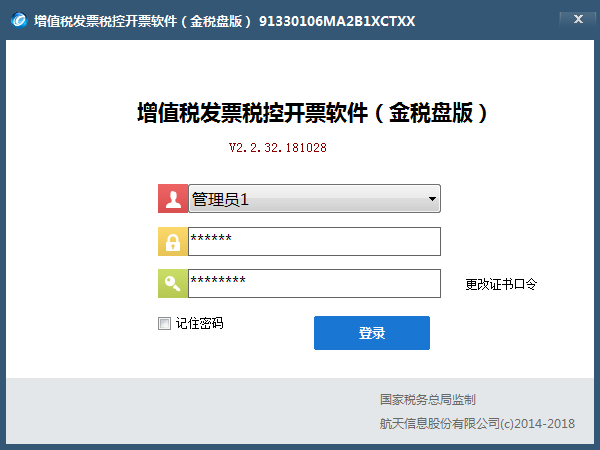 增值税发票税控开票软件（金税盘版） 91330106MA2B1XCTXX
X
增值税发票税控开票软件（金税盘版）
V2.2.32.181028
管理员1
******
********
更改证书口令
记住密码
登录
国家税务总局监制
航天信息股份有限公司(c)2014-2018